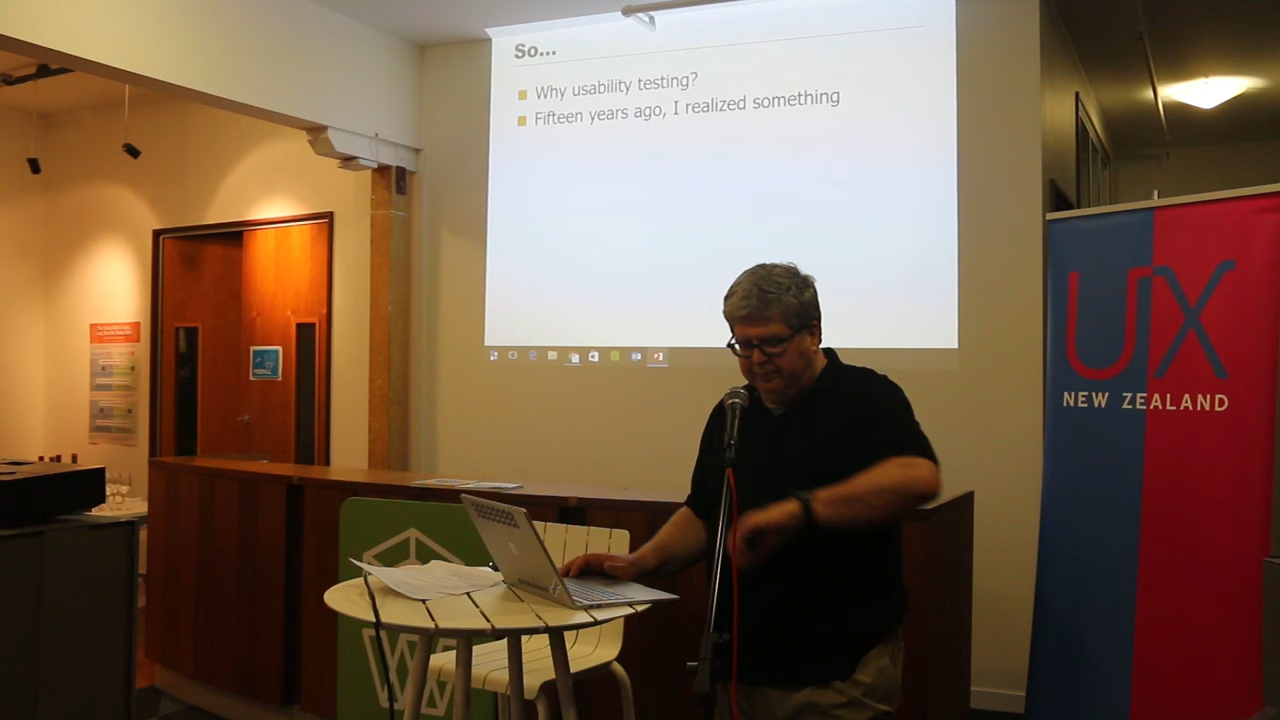 So...
Why usability testing?
Fifteen years ago, I realized something
UX
NEW ZEALAND
W